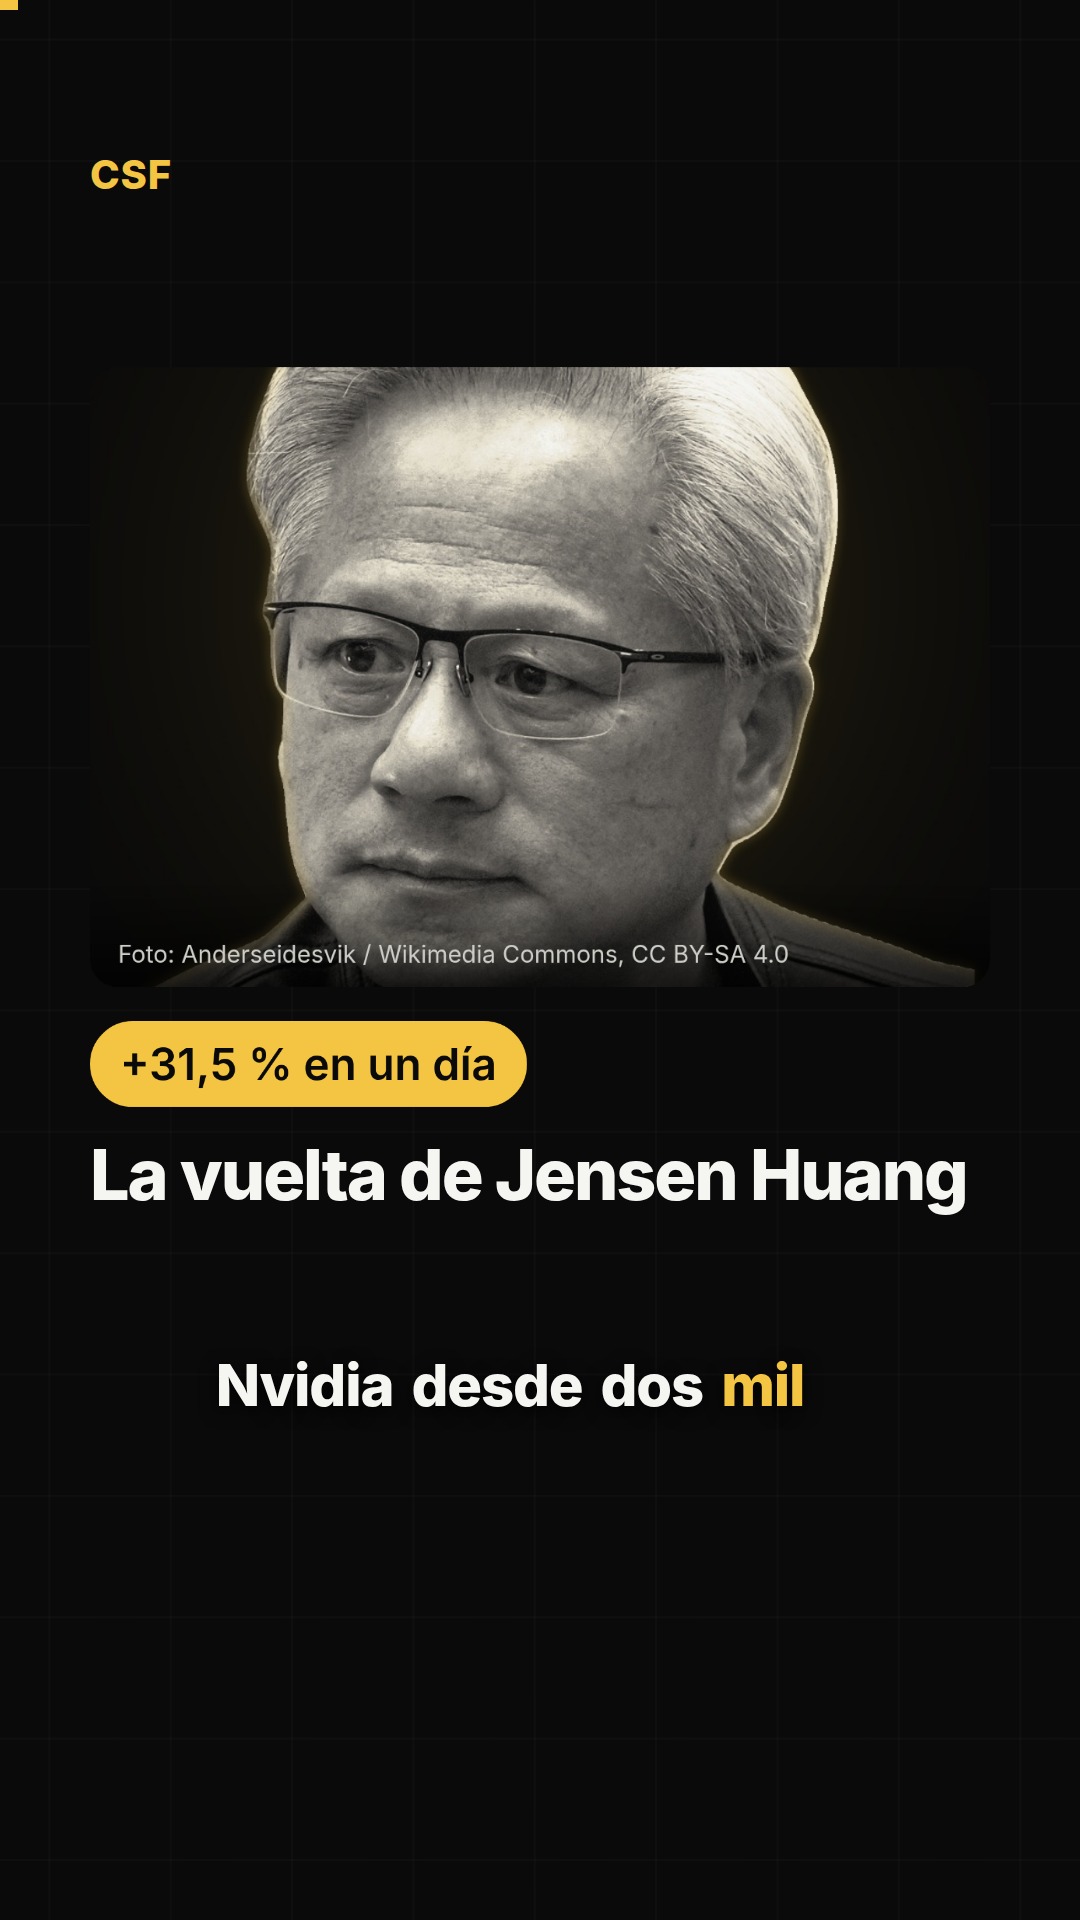 CSF
Foto: Anderseidesvik / Wikimedia Commons, CC BY-SA 4.0
+31,5 % en un día
La vuelta de Jensen Huang
Nvidia desde dos mil